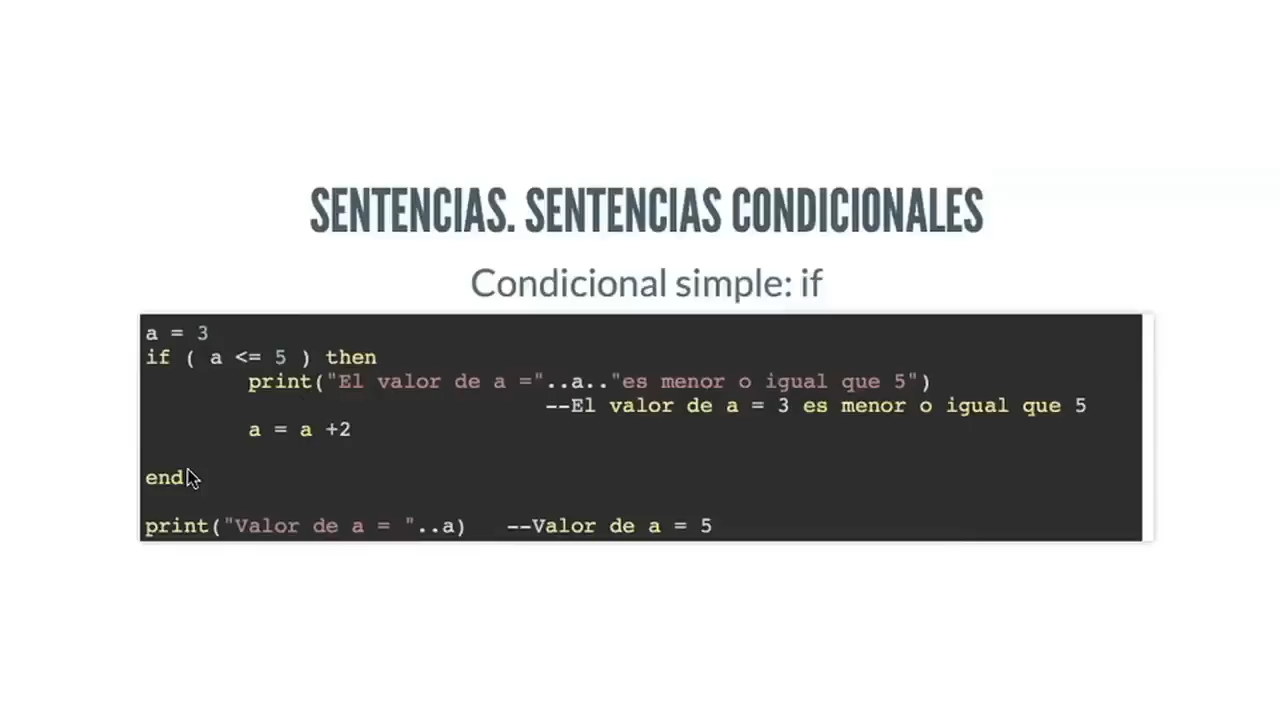 SENTENCIAS. SENTENCIAS CONDICIONALES
Condicional simple: if
a = 3
if ( a <= 5 ) then
print("El valor de a ="..a.."es menor o igual que 5")
--El valor de a = 3 es menor o igual que 5
a = a +2
end
print("Valor de a = "..a) --Valor de a = 5